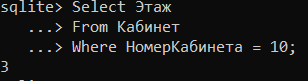 sqlite> Select Этаж
   ...> From Кабинет
   ...> Where НомерКабинета = 10;
3